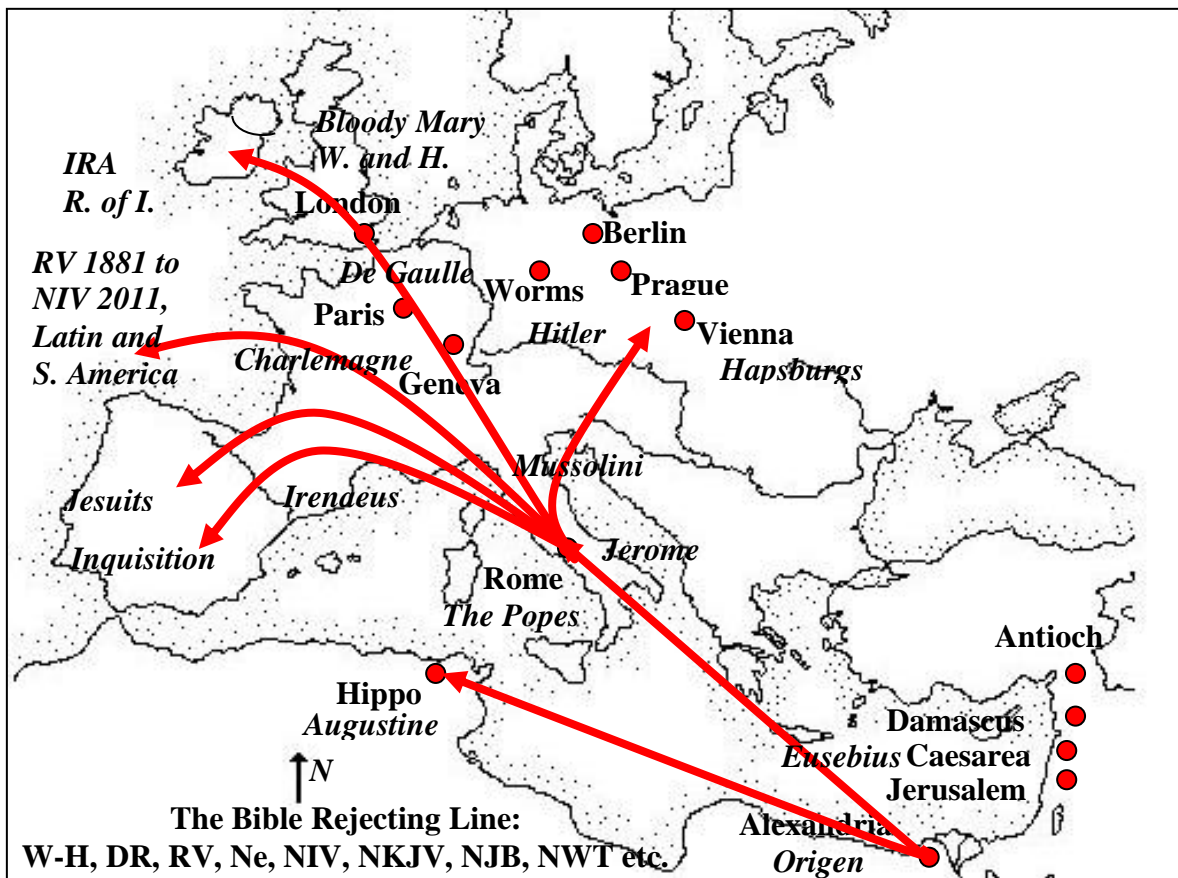 Bloody Mary
W. and H.
IRA
R. of I.
London
Berlin
RV 1881 to
NIV 2011,
Latin and
S. America
De Gaulle
Worms
Prague
Paris
Hitler
Vienna
Charlemagne
Geneva
Hapsburgs
Mussolini
Jesuits
Irenaeus
Inquisition
Jerome
Rome
The Popes
Antioch
Hippo
Augustine
Damascus
Eusebius Caesarea
Jerusalem
N
Alexandria
Origen
The Bible Rejecting Line:
W-H, DR, RV, Ne, NIV, NKJV, NJB, NWT etc.